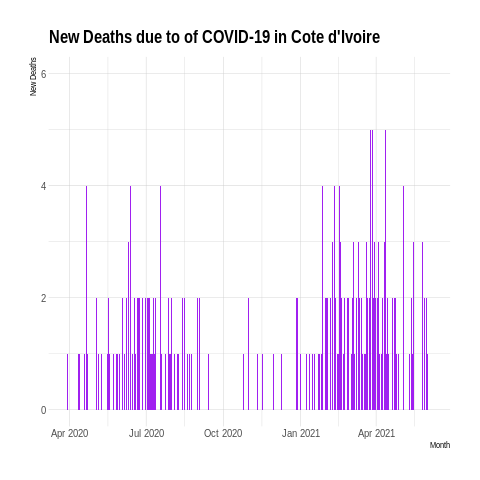 New Deaths due to of COVID-19 in Cote d'Ivoire
New Deaths
6
4
2
0
Apr 2020 Jul 2020 Oct 2020 Jan 2021 Apr 2021
Month